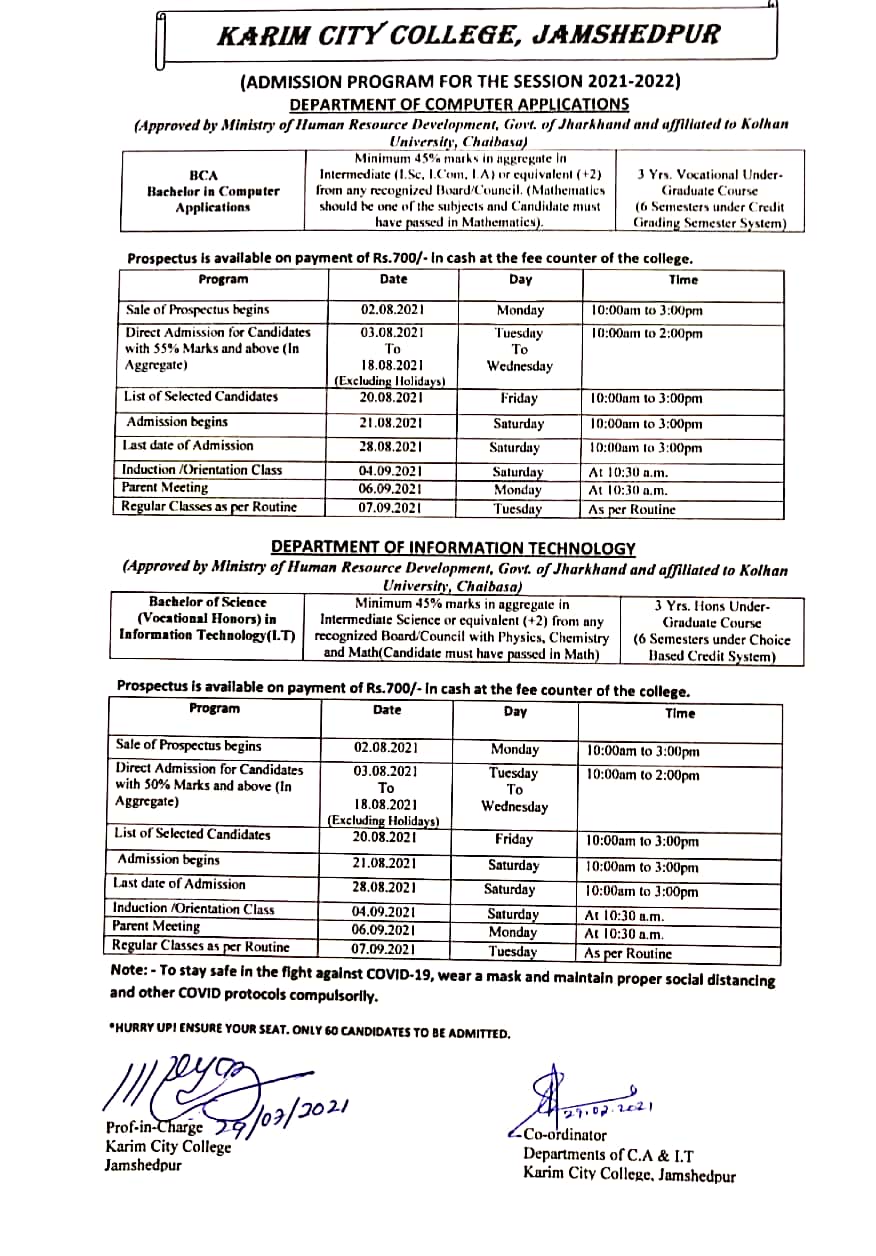 KARIM CITY COLLEGE, JAMSHEDPUR
(ADMISSION PROGRAM FOR THE SESSION 2021-2022)
DEPARTMENT OF COMPUTER APPLICATIONS
(Approved by Ministry of Human Resource Development, Govt. of Jharkhand and affiliated to Kolhan
University, Chaibasa)
BCA
Bachelor in Computer
Applications
Minimum 45% marks in aggregate in
Intermediate (I.Sc, I.Com, I.A) or equivalent (+2)
from any recognized Board/Council. (Mathematics
should be one of the subjects and Candidate must
have passed in Mathematics).
3 Yrs. Vocational Under-
Graduate Course
(6 Semesters under Credit
Grading Semester System)
Prospectus is available on payment of Rs.700/- in cash at the fee counter of the college.
Program Date Day Time
Sale of Prospectus begins 02.08.2021 Monday 10:00am to 3:00pm
Direct Admission for Candidates
with 55% Marks and above (In
Aggregate)
03.08.2021
To
18.08.2021
(Excluding Holidays)
Tuesday
To
Wednesday
10:00am to 2:00pm
List of Selected Candidates 20.08.2021 Friday 10:00am to 3:00pm
Admission begins 21.08.2021 Saturday 10:00am to 3:00pm
Last date of Admission 28.08.2021 Saturday 10:00am to 3:00pm
Induction /Orientation Class 04.09.2021 Saturday At 10:30 a.m.
Parent Meeting 06.09.2021 Monday At 10:30 a.m.
Regular Classes as per Routine 07.09.2021 Tuesday As per Routine
DEPARTMENT OF INFORMATION TECHNOLOGY
(Approved by Ministry of Human Resource Development, Govt. of Jharkhand and affiliated to Kolhan
University, Chaibasa)
Bachelor of Science
(Vocational Honors) in
Information Technology(I.T)
Minimum 45% marks in aggregate in
Intermediate Science or equivalent (+2) from any
recognized Board/Council with Physics, Chemistry
and Math(Candidate must have passed in Math)
3 Yrs. Hons Under-
Graduate Course
(6 Semesters under Choice
Based Credit System)
Prospectus is available on payment of Rs.700/- in cash at the fee counter of the college.
Program Date Day Time
Sale of Prospectus begins 02.08.2021 Monday 10:00am to 3:00pm
Direct Admission for Candidates
with 50% Marks and above (In
Aggregate)
03.08.2021
To
18.08.2021
(Excluding Holidays)
Tuesday
To
Wednesday
10:00am to 2:00pm
List of Selected Candidates 20.08.2021 Friday 10:00am to 3:00pm
Admission begins 21.08.2021 Saturday 10:00am to 3:00pm
Last date of Admission 28.08.2021 Saturday 10:00am to 3:00pm
Induction /Orientation Class 04.09.2021 Saturday At 10:30 a.m.
Parent Meeting 06.09.2021 Monday At 10:30 a.m.
Regular Classes as per Routine 07.09.2021 Tuesday As per Routine
Note: - To stay safe in the fight against COVID-19, wear a mask and maintain proper social distancing
and other COVID protocols compulsorily.
*HURRY UP! ENSURE YOUR SEAT. ONLY 60 CANDIDATES TO BE ADMITTED.
29/07/2021
Prof-in-Charge
Karim City College
Jamshedpur
29.07.2021
Co-ordinator
Departments of C.A & I.T
Karim City College, Jamshedpur